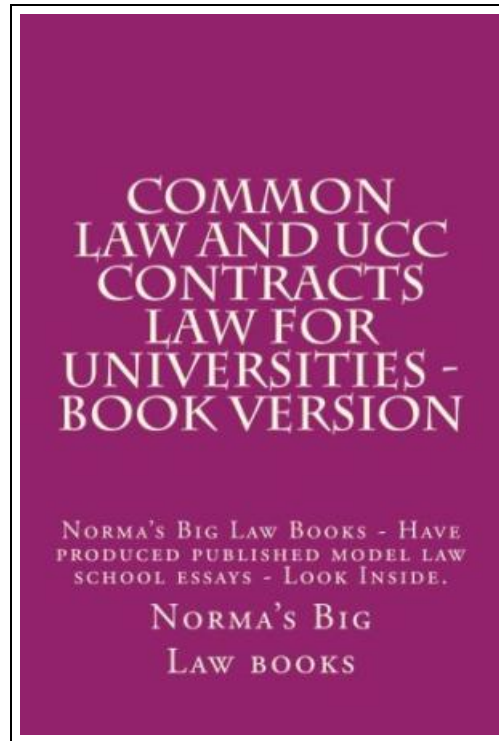 COMMON
LAW AND UCC
CONTRACTS
LAW FOR
UNIVERSITIES -
BOOK VERSION
NORMA'S BIG LAW BOOKS - HAVE
PRODUCED PUBLISHED MODEL LAW
SCHOOL ESSAYS - LOOK INSIDE.
NORMA'S BIG
LAW BOOKS